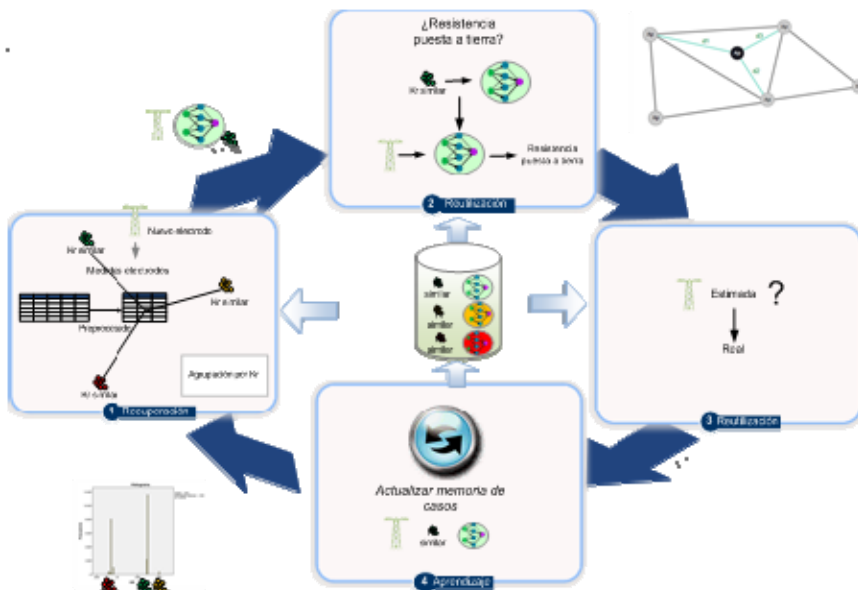 ¿Resistencia
puesta a tierra?
Kr similar
Resistencia
puesta a tierra
2 Reutilización
Nuevo electrodo
Kr similar
Medidas electrodos
Kr similar
Preprocesado
Agrupación por Kr
Kr similar
1 Recuperación
similar
similar
similar
Estimada ?
Real
3 Reutilización
Actualizar memoria de
casos
similar
4 Aprendizaje
Histograma